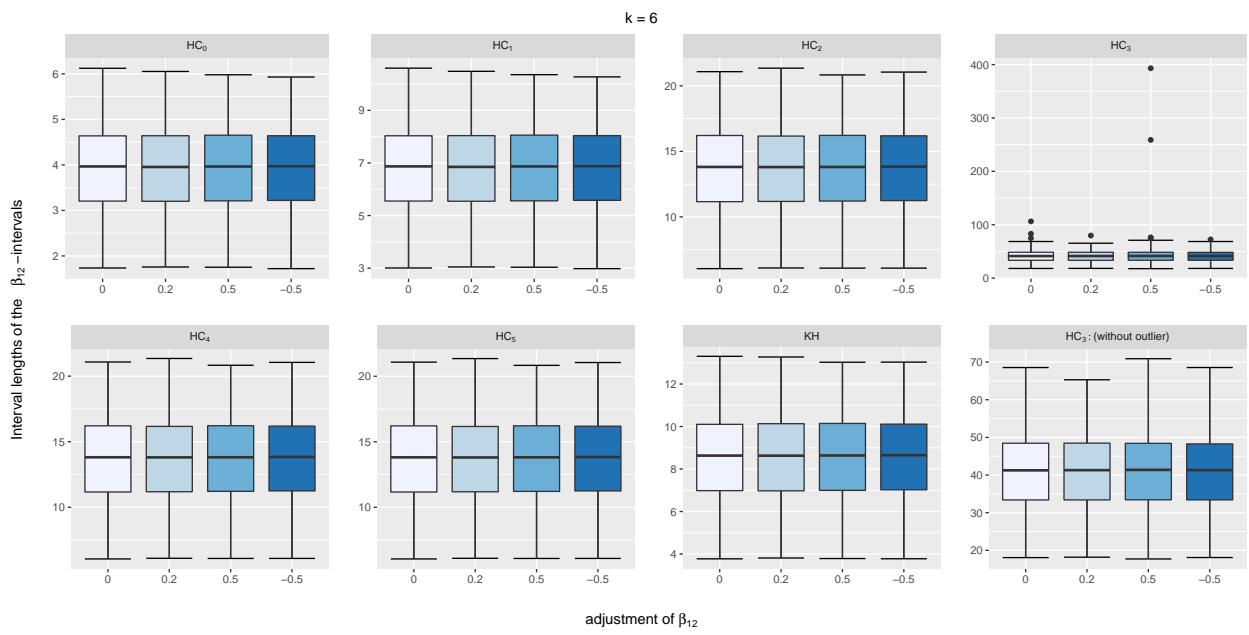 k = 6
HC₀
HC₁
HC₂
HC₃
6
5
4
3
2
9
7
5
3
20
15
10
400
300
200
100
0
0 0.2 0.5 −0.5
0 0.2 0.5 −0.5
0 0.2 0.5 −0.5
0 0.2 0.5 −0.5
Interval lengths of the β₁₂−intervals
HC₄
HC₅
KH
HC₃: (without outlier)
20
15
10
20
15
10
12
10
8
6
4
70
60
50
40
30
20
0 0.2 0.5 −0.5
0 0.2 0.5 −0.5
0 0.2 0.5 −0.5
0 0.2 0.5 −0.5
adjustment of β₁₂